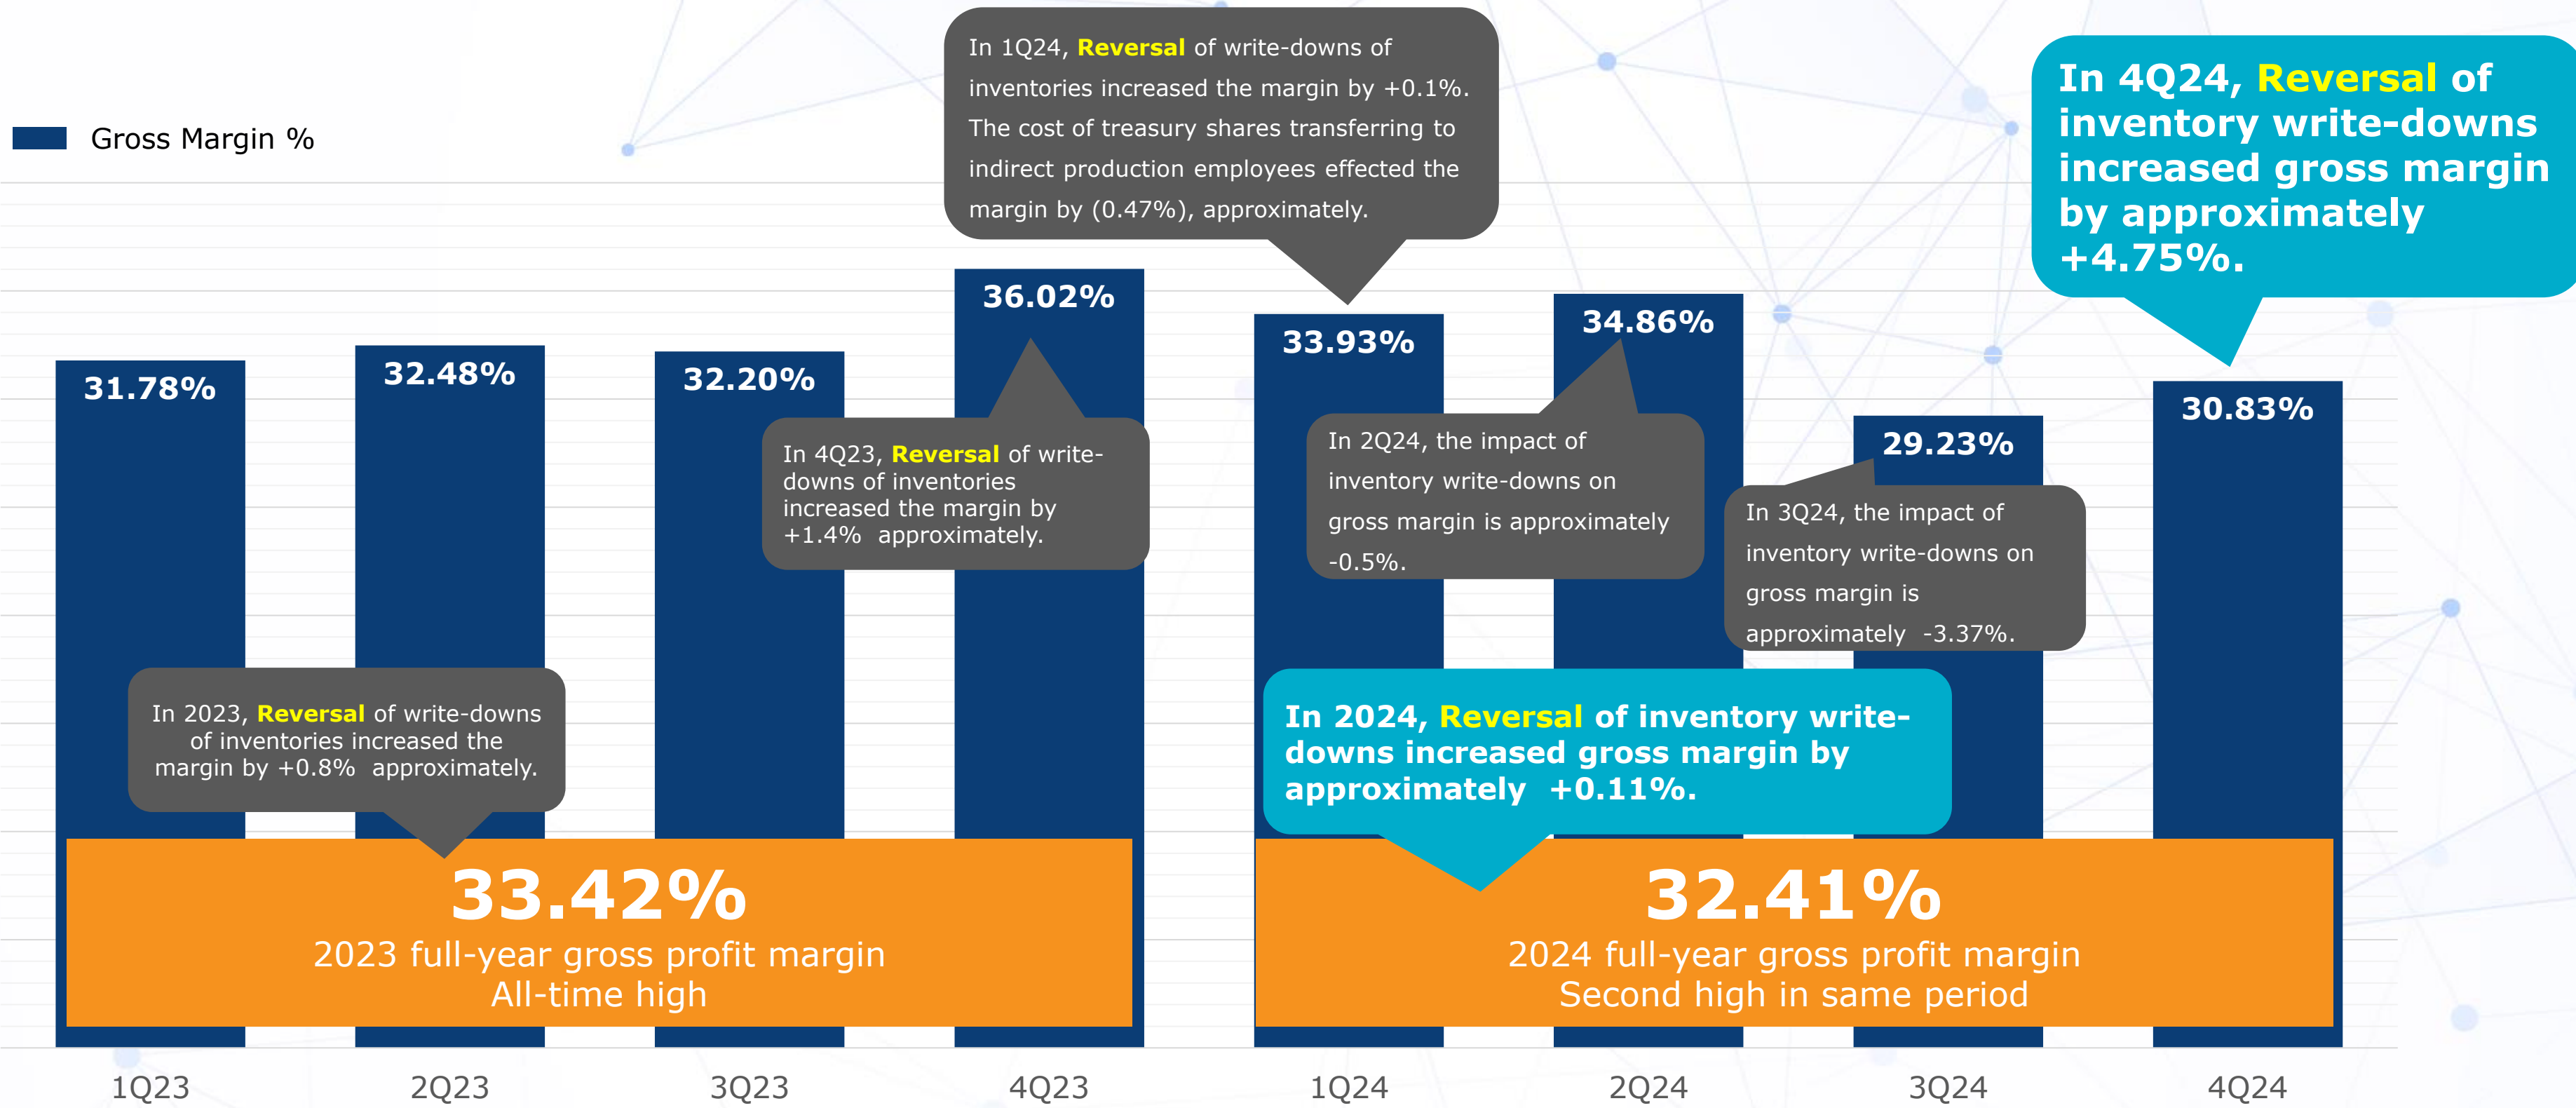 Gross Margin %
In 1Q24, Reversal of write-downs of
inventories increased the margin by +0.1%.
The cost of treasury shares transferring to
indirect production employees effected the
margin by (0.47%), approximately.
In 4Q24, Reversal of
inventory write-downs
increased gross margin
by approximately
+4.75%.
31.78%
32.48%
32.20%
36.02%
33.93%
34.86%
29.23%
30.83%
In 4Q23, Reversal of write-
downs of inventories
increased the margin by
+1.4%  approximately.
In 2Q24, the impact of
inventory write-downs on
gross margin is approximately
-0.5%.
In 3Q24, the impact of
inventory write-downs on
gross margin is
approximately  -3.37%.
In 2023, Reversal of write-downs
of inventories increased the
margin by +0.8%  approximately.
In 2024, Reversal of inventory write-
downs increased gross margin by
approximately  +0.11%.
33.42%
2023 full-year gross profit margin
All-time high
32.41%
2024 full-year gross profit margin
Second high in same period
1Q23
2Q23
3Q23
4Q23
1Q24
2Q24
3Q24
4Q24